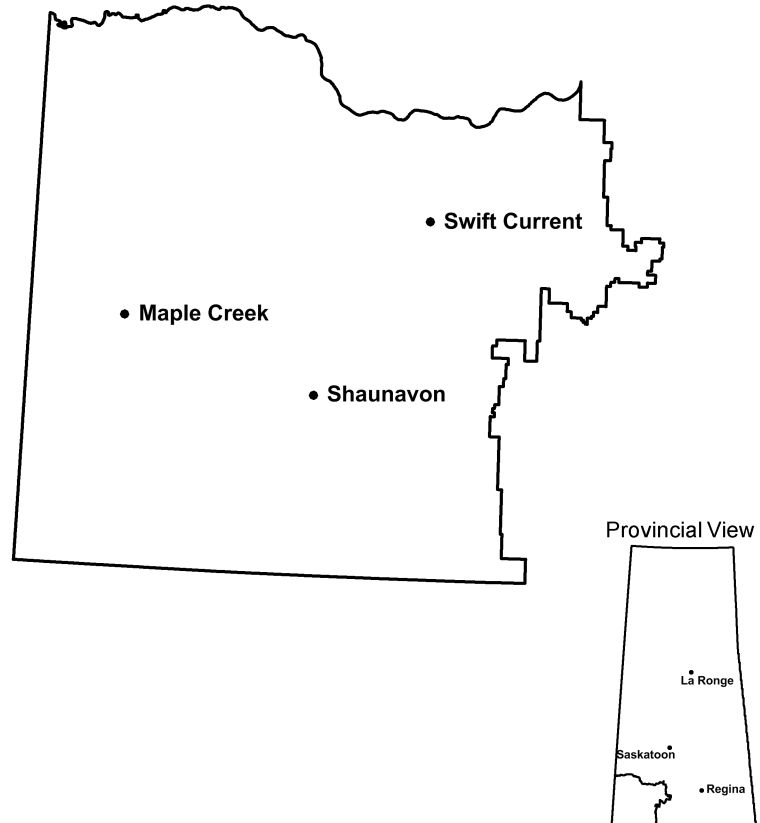 Swift Current
Maple Creek
Shaunavon
Provincial View
La Ronge
Saskatoon
Regina